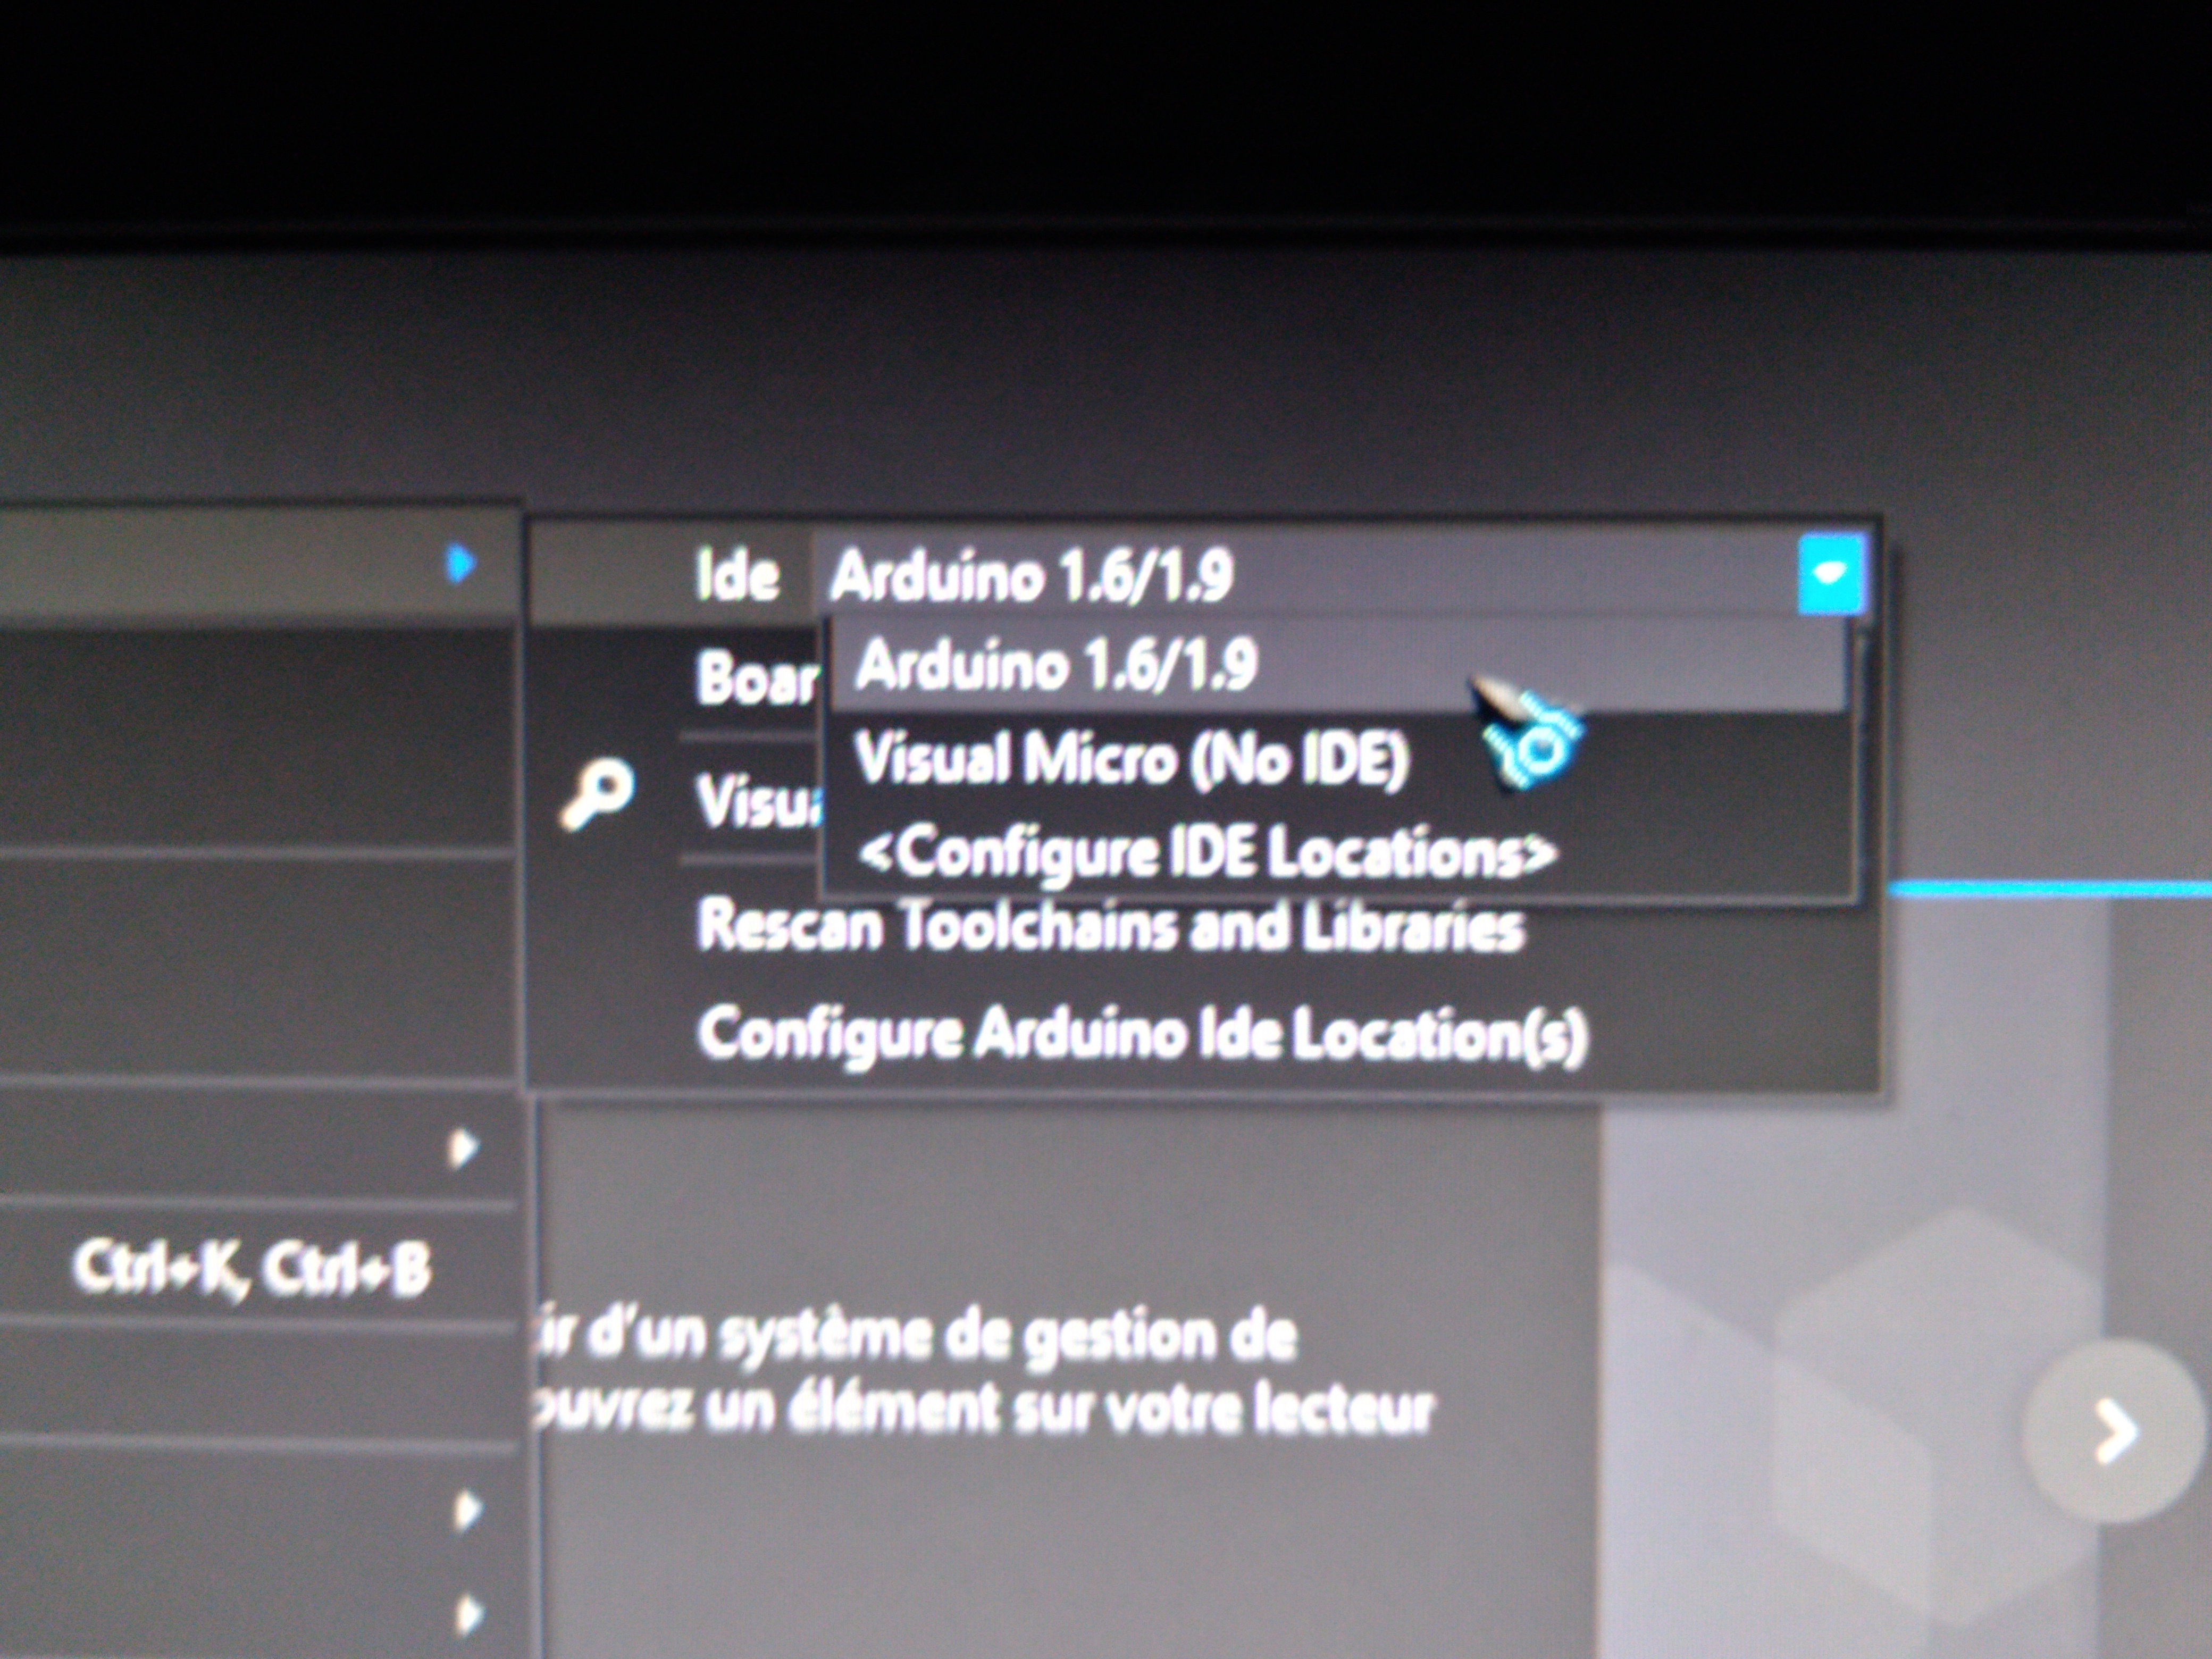 Ide Arduino 1.6/1.9
Arduino 1.6/1.9
Boar
Visual Micro (No IDE)
Visua
<Configure IDE Locations>
Rescan Toolchains and Libraries
Configure Arduino Ide Location(s)
Ctrl+K, Ctrl+B
ir d'un système de gestion de
ouvrez un élément sur votre lecteur